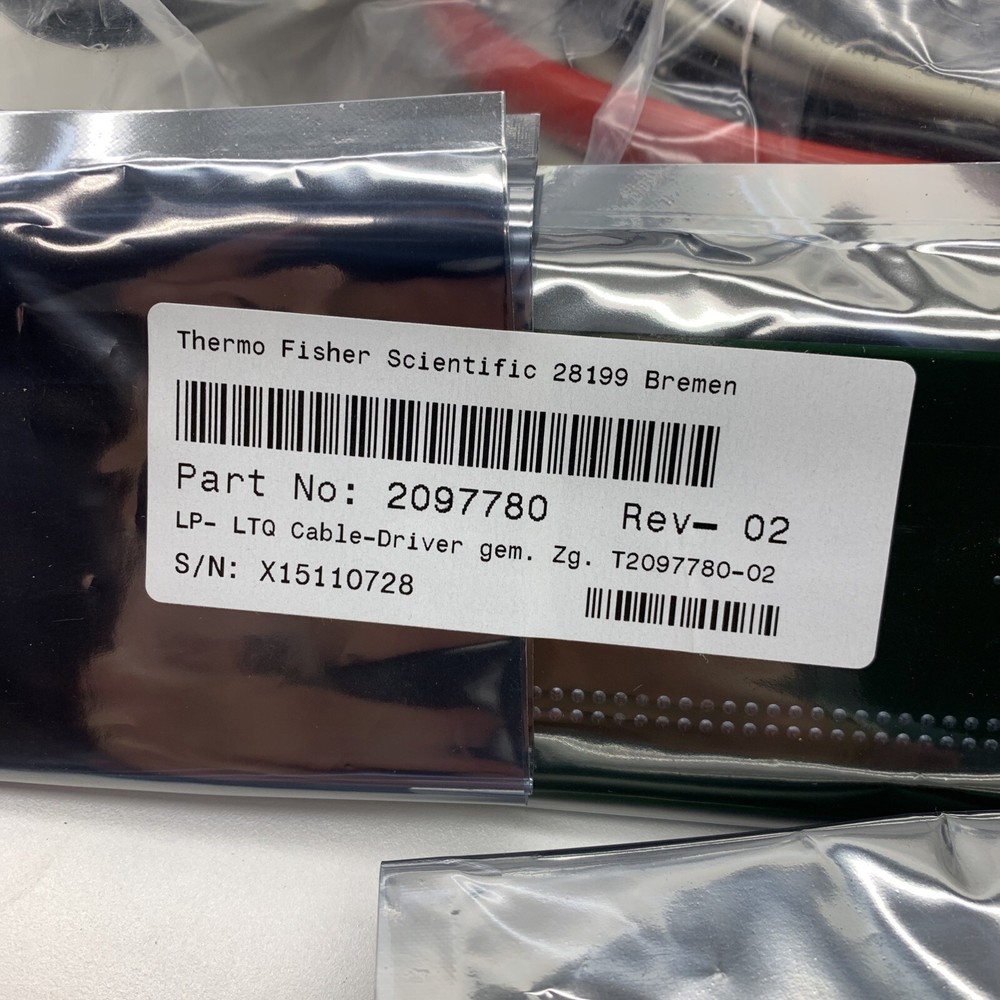 Thermo Fisher Scientific 28199 Bremen
Part No: 2097780 Rev- 02
LP- LTQ Cable-Driver gem. Zg. T2097780-02
S/N: X15110728